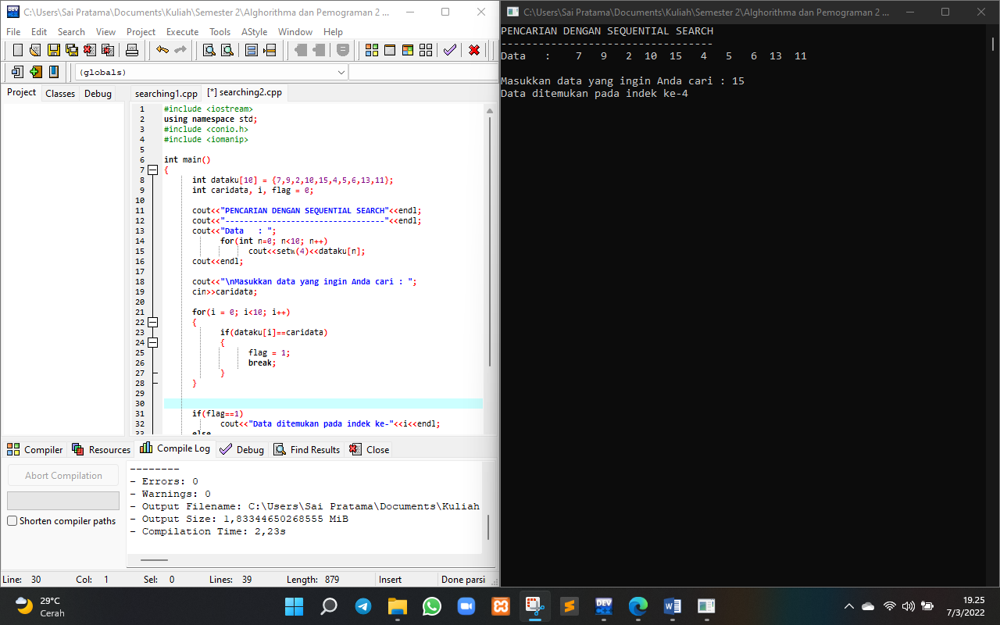 C:\Users\Sai Pratama\Documents\Kuliah\Semester 2\Alghorithma dan Pemograman 2 ...
File Edit Search View Project Execute Tools AStyle Window Help
(globals)
Project Classes Debug
searching1.cpp [*] searching2.cpp
1 #include <iostream>
2 using namespace std;
3 #include <conio.h>
4 #include <iomanip>
5
6 int main()
7 {
8 int dataku[10] = {7,9,2,10,15,4,5,6,13,11};
9 int caridata, i, flag = 0;
10
11 cout<<"PENCARIAN DENGAN SEQUENTIAL SEARCH"<<endl;
12 cout<<"----------------------------------"<<endl;
13 cout<<"Data   : ";
14 for(int n=0; n<10; n++)
15 cout<<setw(4)<<dataku[n];
16 cout<<endl;
17
18 cout<<"\nMasukkan data yang ingin Anda cari : ";
19 cin>>caridata;
20
21 for(i = 0; i<10; i++)
22 {
23 if(dataku[i]==caridata)
24 {
25 flag = 1;
26 break;
27 }
28 }
29
30
31 if(flag==1)
32 cout<<"Data ditemukan pada indek ke-"<<i<<endl;
33 else
Compiler Resources Compile Log Debug Find Results Close
Abort Compilation
Shorten compiler paths
--------
- Errors: 0
- Warnings: 0
- Output Filename: C:\Users\Sai Pratama\Documents\Kuliah
- Output Size: 1,83344650268555 MiB
- Compilation Time: 2,23s
Line: 30 Col: 1 Sel: 0 Lines: 39 Length: 879 Insert Done parsi
C:\Users\Sai Pratama\Documents\Kuliah\Semester 2\Alghorithma dan Pemograman 2 ...
PENCARIAN DENGAN SEQUENTIAL SEARCH
----------------------------------
Data   :    7   9   2  10  15   4   5   6  13  11
Masukkan data yang ingin Anda cari : 15
Data ditemukan pada indek ke-4
29°C
Cerah
DEV
19.25
7/3/2022